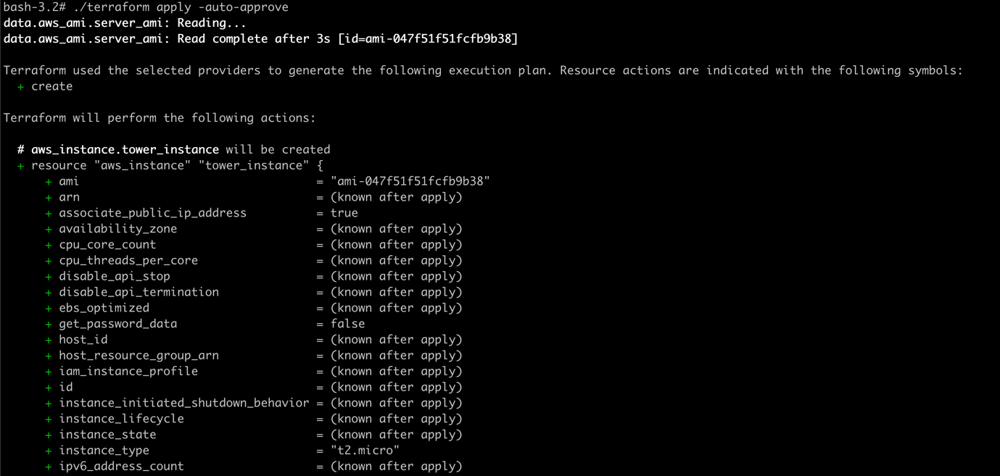 bash-3.2# ./terraform apply -auto-approve
data.aws_ami.server_ami: Reading...
data.aws_ami.server_ami: Read complete after 3s [id=ami-047f51f51fcfb9b38]

Terraform used the selected providers to generate the following execution plan. Resource actions are indicated with the following symbols:
  + create

Terraform will perform the following actions:

  # aws_instance.tower_instance will be created
  + resource "aws_instance" "tower_instance" {
      + ami                                  = "ami-047f51f51fcfb9b38"
      + arn                                  = (known after apply)
      + associate_public_ip_address          = true
      + availability_zone                    = (known after apply)
      + cpu_core_count                       = (known after apply)
      + cpu_threads_per_core                 = (known after apply)
      + disable_api_stop                     = (known after apply)
      + disable_api_termination              = (known after apply)
      + ebs_optimized                        = (known after apply)
      + get_password_data                    = false
      + host_id                              = (known after apply)
      + host_resource_group_arn              = (known after apply)
      + iam_instance_profile                 = (known after apply)
      + id                                   = (known after apply)
      + instance_initiated_shutdown_behavior = (known after apply)
      + instance_lifecycle                   = (known after apply)
      + instance_state                       = (known after apply)
      + instance_type                        = "t2.micro"
      + ipv6_address_count                   = (known after apply)